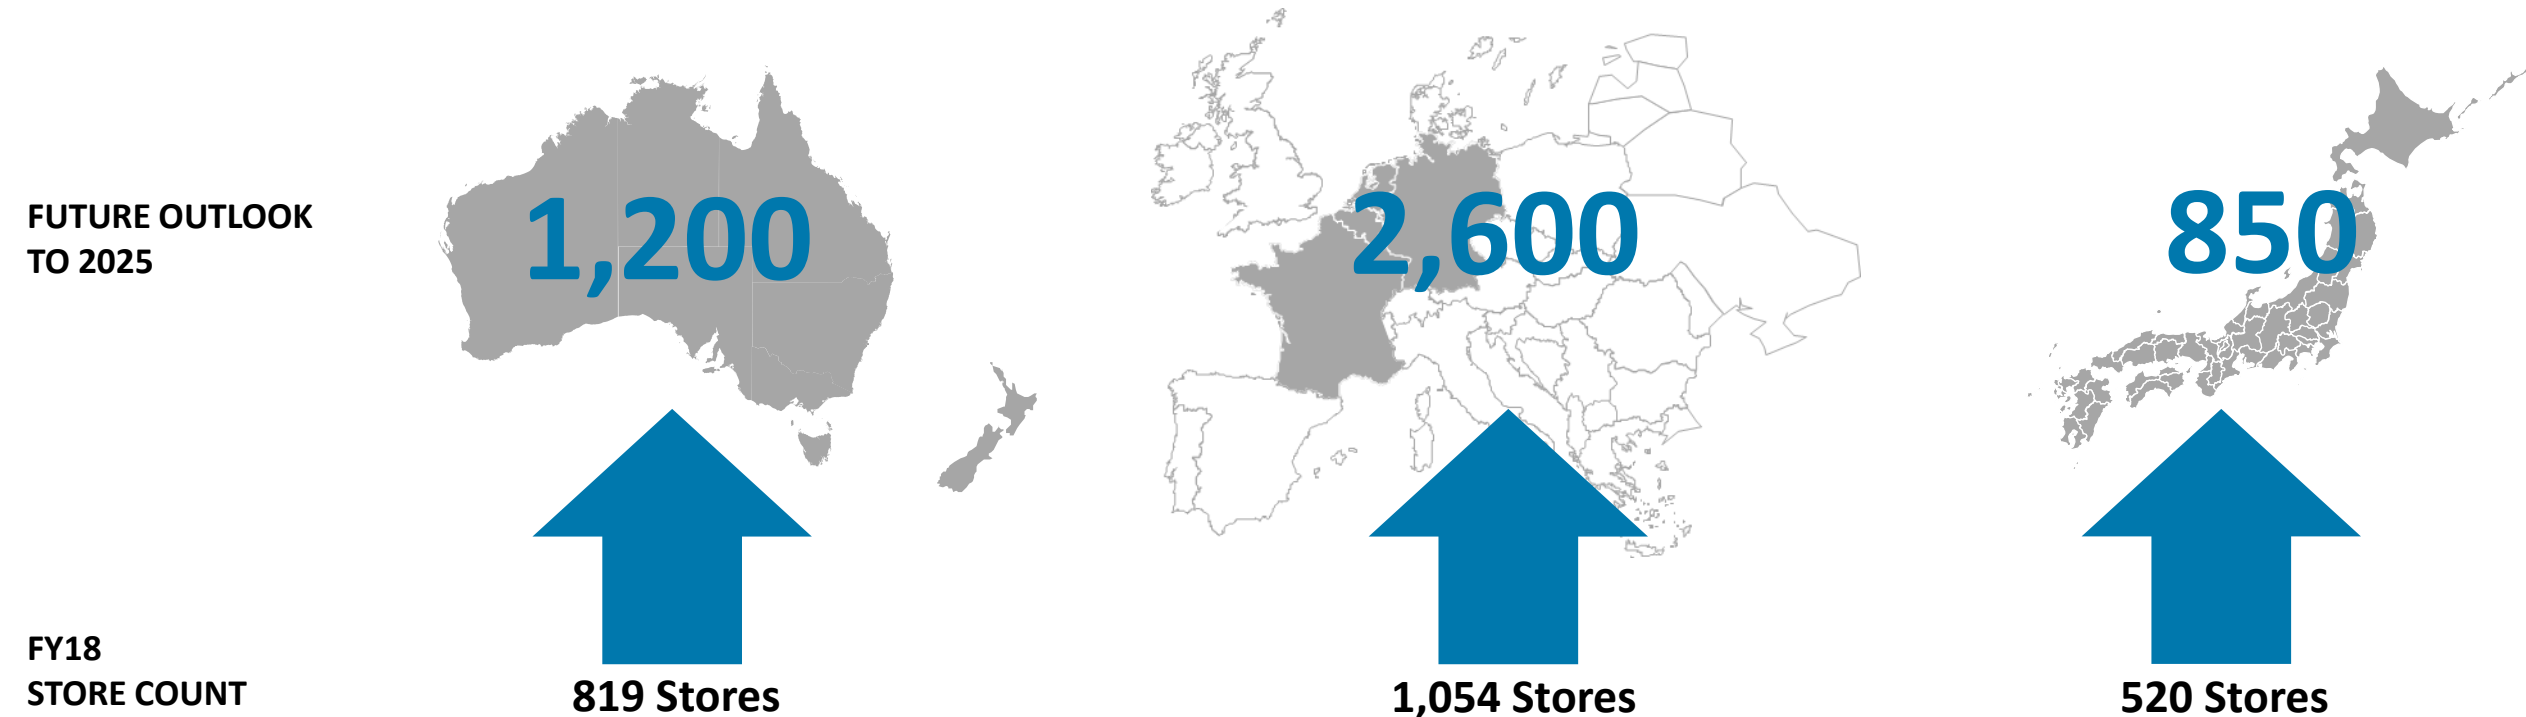 FUTURE OUTLOOK
TO 2025
1,200
2,600
850
FY18
STORE COUNT
819 Stores
1,054 Stores
520 Stores